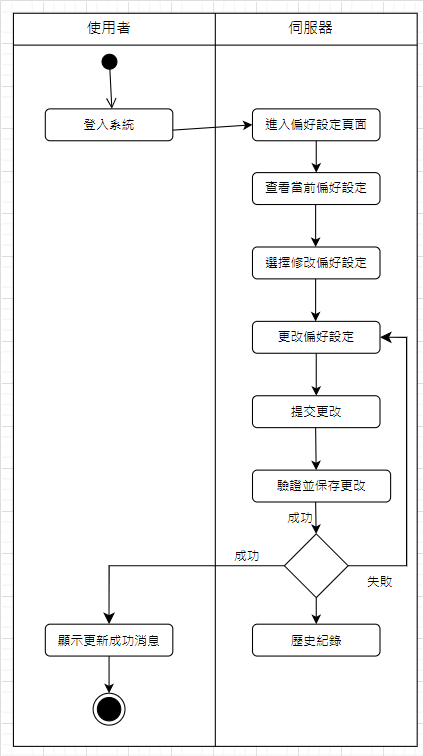 使用者
伺服器
登入系統
進入偏好設定頁面
查看當前偏好設定
選擇修改偏好設定
更改偏好設定
提交更改
驗證並保存更改
成功
成功
失敗
顯示更新成功消息
歷史紀錄